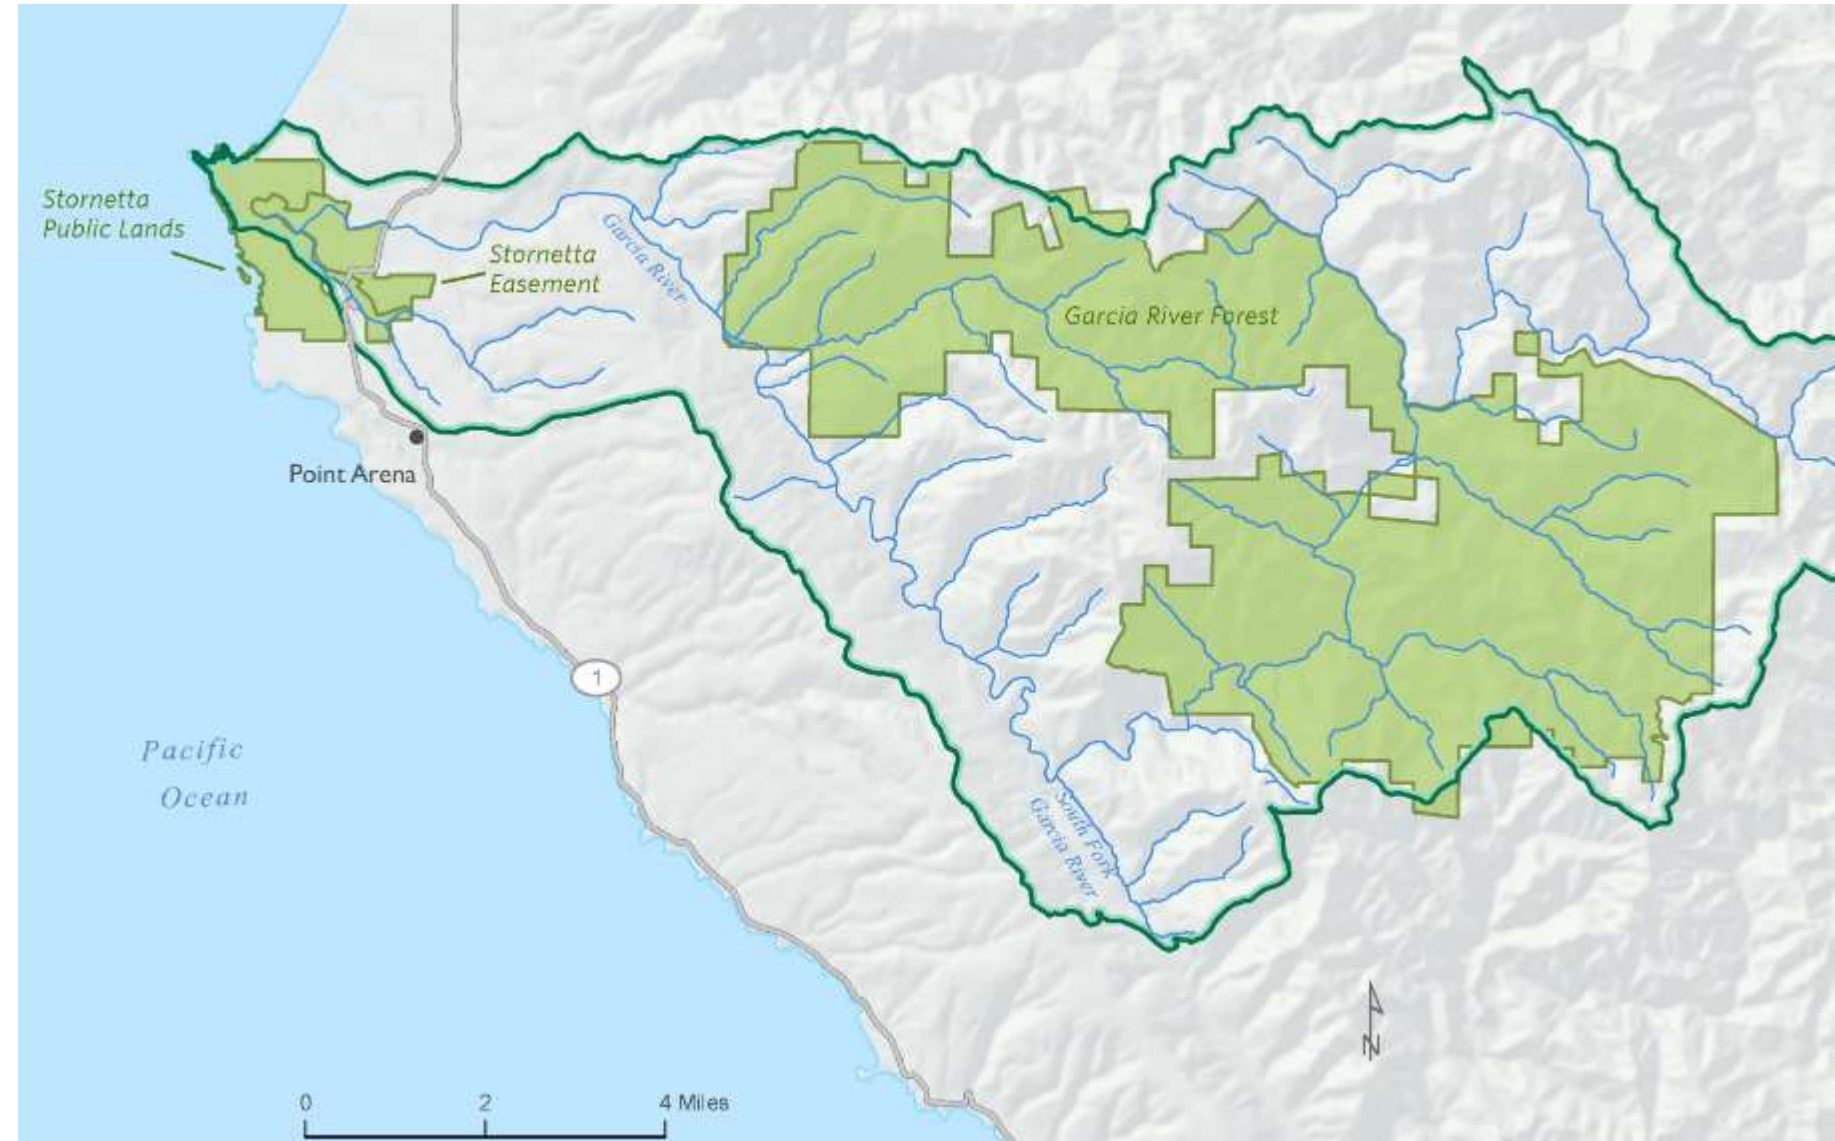 Stornetta
Public Lands
Stornetta
Easement
Garcia River
Garcia River Forest
Point Arena
1
Pacific
Ocean
South Fork
Garcia River
N
0 2 4 Miles